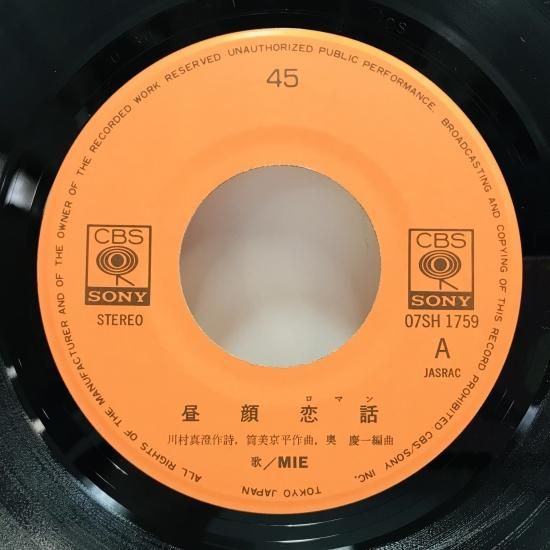 ALL RIGHTS OF THE MANUFACTURER AND OF THE OWNER OF THE RECORDED WORK RESERVED UNAUTHORIZED PUBLIC PERFORMANCE. BROADCASTING AND COPYING OF THIS RECORD PROHIBITED CBS/SONY INC. TOKYO JAPAN
45
CBS
SONY
STEREO
CBS
SONY
07SH 1759
A
JASRAC
ロマン
昼顔恋話
川村真澄作詩, 筒美京平作曲, 奥 慶一編曲
歌/MIE